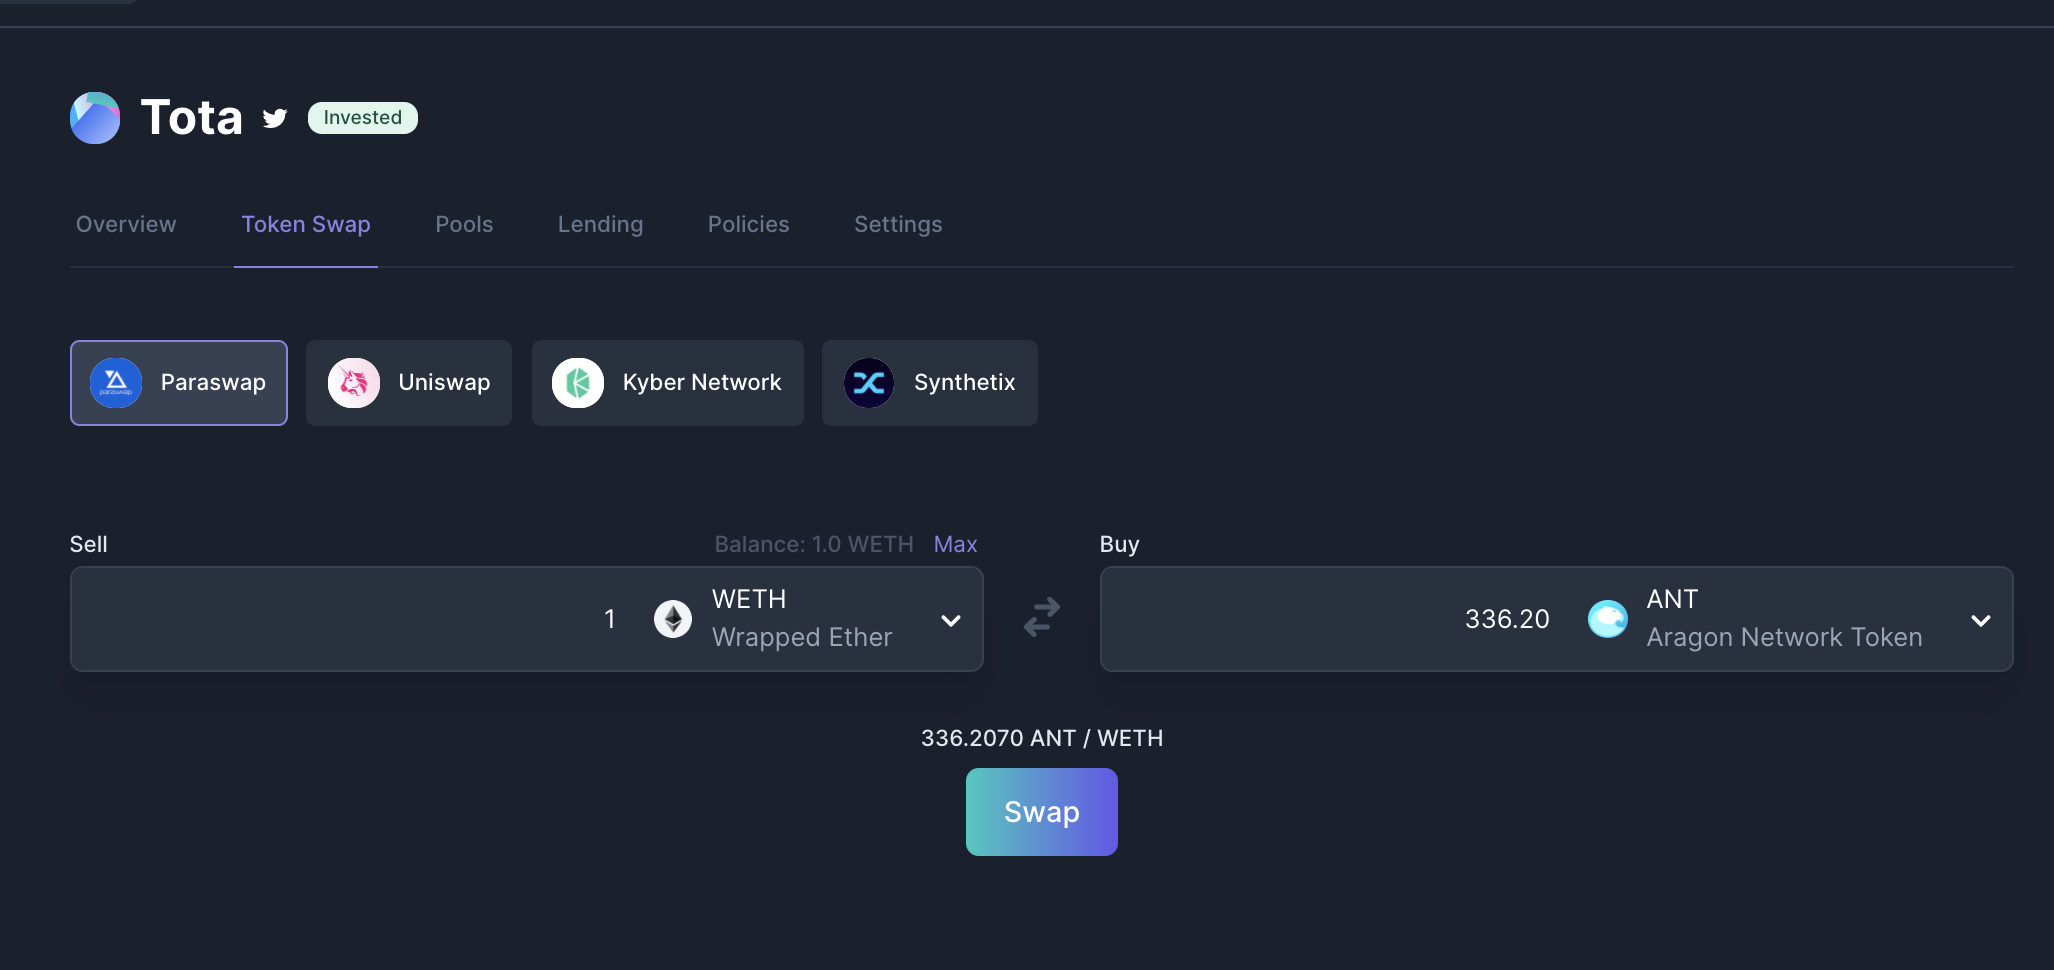 Tota Invested
Overview Token Swap Pools Lending Policies Settings
paraswap Paraswap Uniswap Kyber Network Synthetix
Sell Balance: 1.0 WETH Max Buy
1 WETH 336.20 ANT
Wrapped Ether Aragon Network Token
336.2070 ANT / WETH
Swap